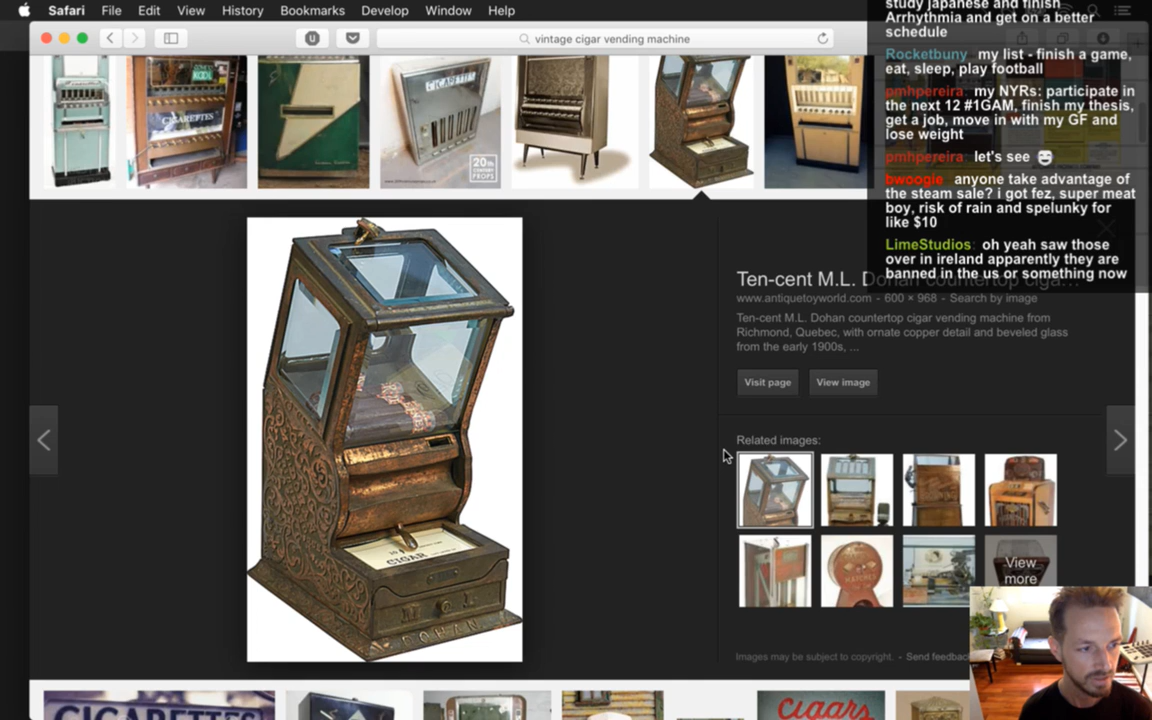 Safari File Edit View History Bookmarks Develop Window Help
vintage cigar vending machine
study japanese and finish
Arrhythmia and get on a better
schedule
Rocketbuny my list - finish a game,
eat, sleep, play football
pmhpereira my NYRs: participate in
the next 12 #1GAM, finish my thesis,
get a job, move in with my GF and
lose weight
pmhpereira let's see
bwoogie anyone take advantage of
the steam sale? i got fez, super meat
boy, risk of rain and spelunky for
like $10
LimeStudios: oh yeah saw those
over in ireland apparently they are
banned in the us or something now
KOOL
CIGARETTES
CIGARETTES
20th
CENTURY
PROPS
Ten-cent M.L. Dohan countertop ciga...
www.antiquetoyworld.com - 600 × 968 - Search by image
Ten-cent M.L. Dohan countertop cigar vending machine from
Richmond, Quebec, with ornate copper detail and beveled glass
from the early 1900s, ...
Visit page View image
Related images:
View
more
Images may be subject to copyright. - Send feedbac
CIGAR
DOHAN
CIGARETTES
Cigars